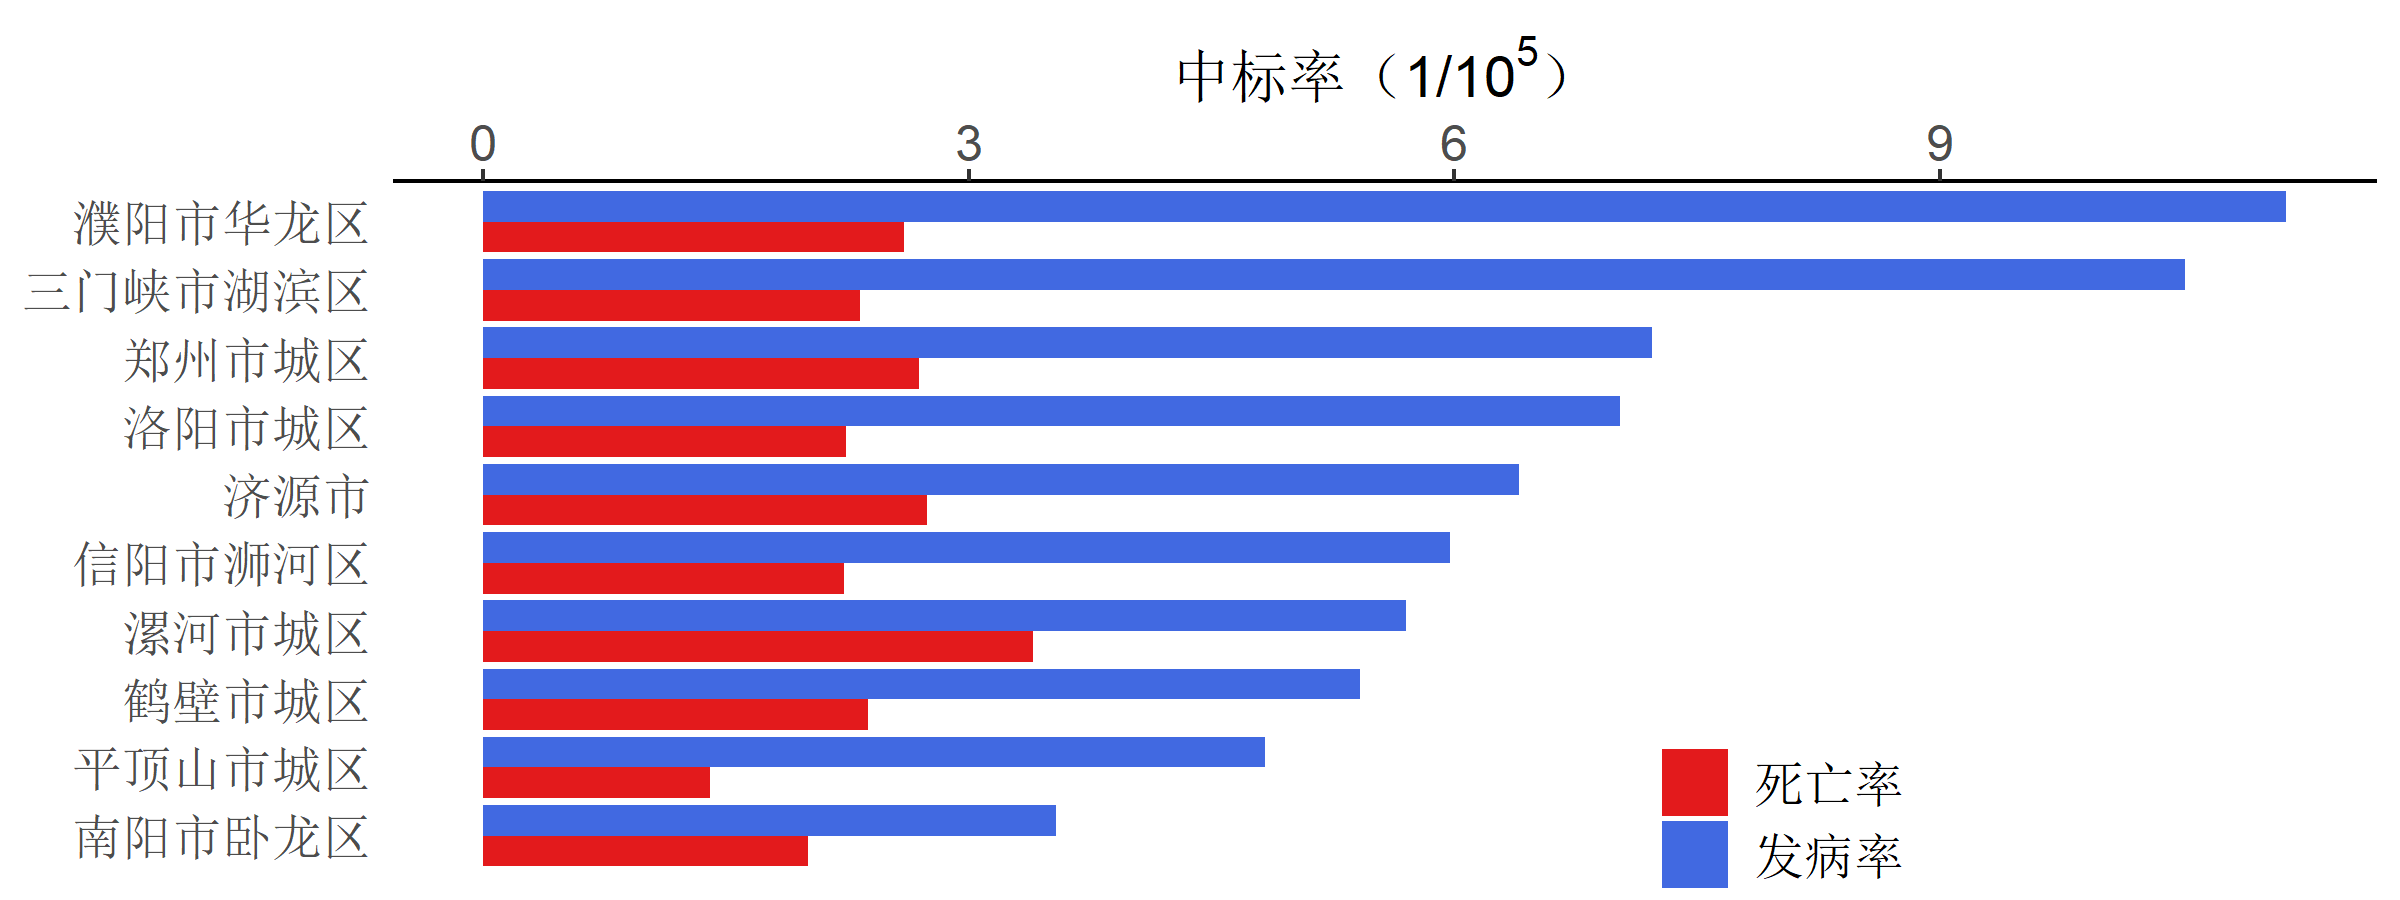 中标率（1/10⁵）
0 3 6 9
濮阳市华龙区
三门峡市湖滨区
郑州市城区
洛阳市城区
济源市
信阳市浉河区
漯河市城区
鹤壁市城区
平顶山市城区
南阳市卧龙区
死亡率
发病率